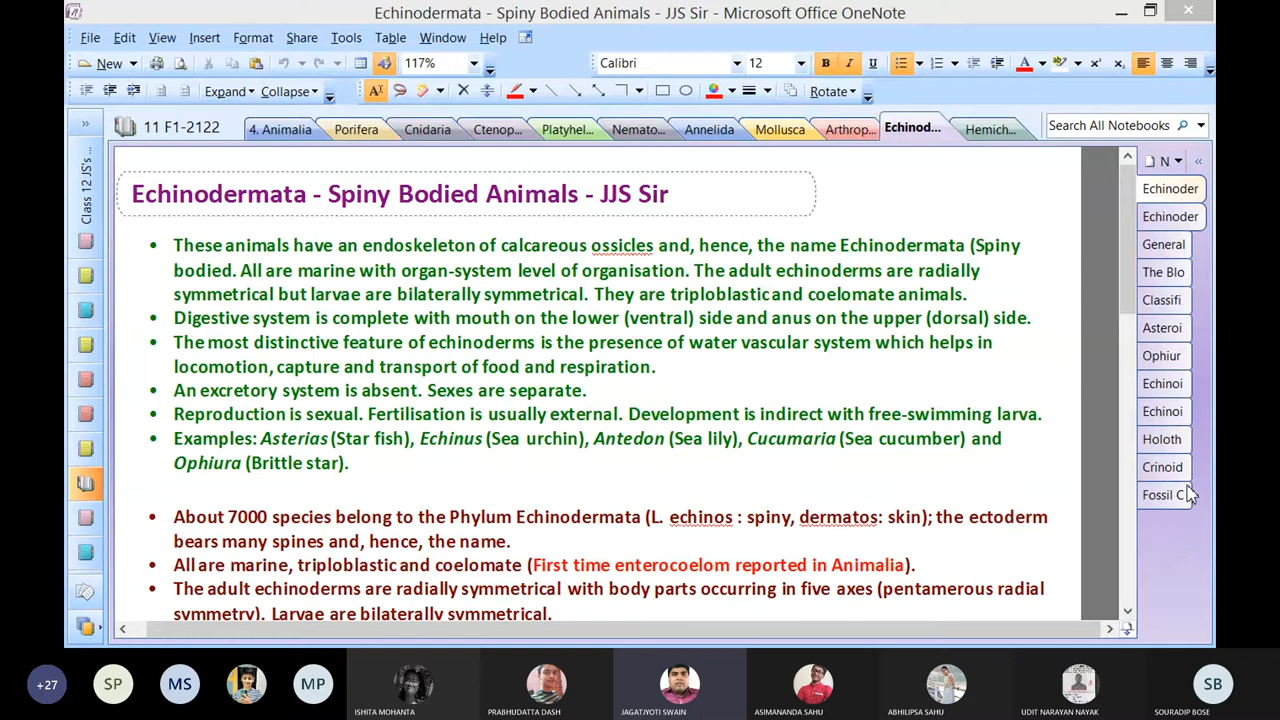 Echinodermata - Spiny Bodied Animals - JJS Sir - Microsoft Office OneNote
File Edit View Insert Format Share Tools Table Window Help
New 117% Calibri 12 B I U A
Expand Collapse Rotate
» 11 F1-2122 4. Animalia Porifera Cnidaria Ctenop... Platyhel... Nemato... Annelida Mollusca Arthrop... Echinod... Hemich... Search All Notebooks
Class 12 JS's ...
N «
Echinodermata - Spiny Bodied Animals - JJS Sir
• These animals have an endoskeleton of calcareous ossicles and, hence, the name Echinodermata (Spiny
bodied. All are marine with organ-system level of organisation. The adult echinoderms are radially
symmetrical but larvae are bilaterally symmetrical. They are triploblastic and coelomate animals.
• Digestive system is complete with mouth on the lower (ventral) side and anus on the upper (dorsal) side.
• The most distinctive feature of echinoderms is the presence of water vascular system which helps in
locomotion, capture and transport of food and respiration.
• An excretory system is absent. Sexes are separate.
• Reproduction is sexual. Fertilisation is usually external. Development is indirect with free-swimming larva.
• Examples: Asterias (Star fish), Echinus (Sea urchin), Antedon (Sea lily), Cucumaria (Sea cucumber) and
Ophiura (Brittle star).
• About 7000 species belong to the Phylum Echinodermata (L. echinos : spiny, dermatos: skin); the ectoderm
bears many spines and, hence, the name.
• All are marine, triploblastic and coelomate (First time enterocoelom reported in Animalia).
• The adult echinoderms are radially symmetrical with body parts occurring in five axes (pentamerous radial
symmetry). Larvae are bilaterally symmetrical.
Echinoder
Echinoder
General
The Blo
Classifi
Asteroi
Ophiur
Echinoi
Echinoi
Holoth
Crinoid
Fossil C
+27 SP MS MP SB
ISHITA MOHANTA PRABHUDATTA DASH JAGATJYOTI SWAIN ASIMANANDA SAHU ABHILIPSA SAHU UDIT NARAYAN NAYAK SOURADIP BOSE